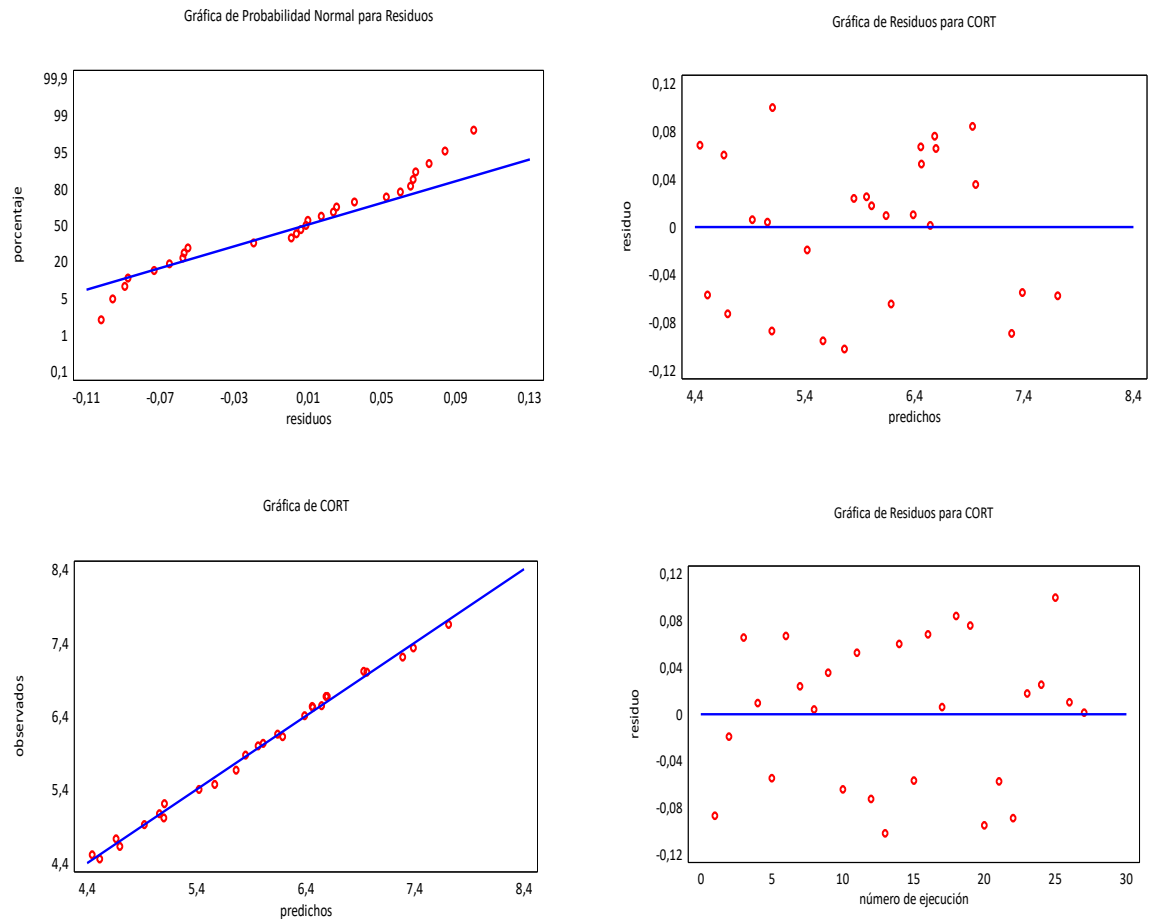 Gráfica de Probabilidad Normal para Residuos
99,9
99
95
80
50
20
5
1
0,1
porcentaje
-0,11 -0,07 -0,03 0,01 0,05 0,09 0,13
residuos
Gráfica de Residuos para CORT
0,12
0,08
0,04
0
-0,04
-0,08
-0,12
residuo
4,4 5,4 6,4 7,4 8,4
predichos
Gráfica de CORT
8,4
7,4
6,4
5,4
4,4
observados
4,4 5,4 6,4 7,4 8,4
predichos
Gráfica de Residuos para CORT
0,12
0,08
0,04
0
-0,04
-0,08
-0,12
residuo
0 5 10 15 20 25 30
número de ejecución